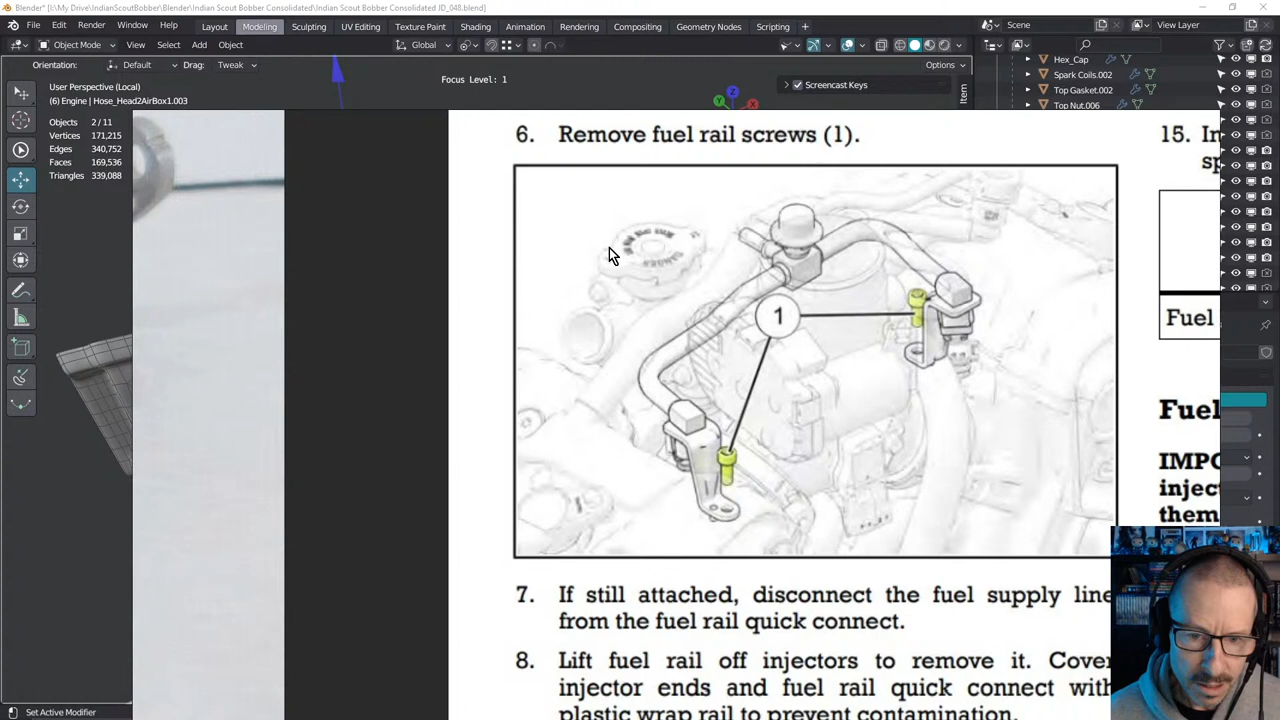 Blender* [I:\My Drive\IndianScoutBobber\Blender\Indian Scout Bobber Consolidated\Indian Scout Bobber Consolidated JD_048.blend]
File Edit Render Window Help Layout Modeling Sculpting UV Editing Texture Paint Shading Animation Rendering Compositing Geometry Nodes Scripting + Scene View Layer
Object Mode View Select Add Object Global
Orientation: Default Drag: Tweak Options
User Perspective (Local)
(6) Engine | Hose_Head2AirBox1.003
Objects 2/11
Vertices 171,215
Edges 340,752
Faces 169,536
Triangles 339,088
Focus Level: 1
Screencast Keys
Item
Z
Y
X
Hex_Cap
Spark Coils.002
Top Gasket.002
Top Nut.006
6. Remove fuel rail screws (1).
1
7. If still attached, disconnect the fuel supply line
from the fuel rail quick connect.
8. Lift fuel rail off injectors to remove it. Cover
injector ends and fuel rail quick connect with
plastic wrap rail to prevent contamination.
15. In
sp
Fuel
Fuel
IMPO
inject
them
Set Active Modifier